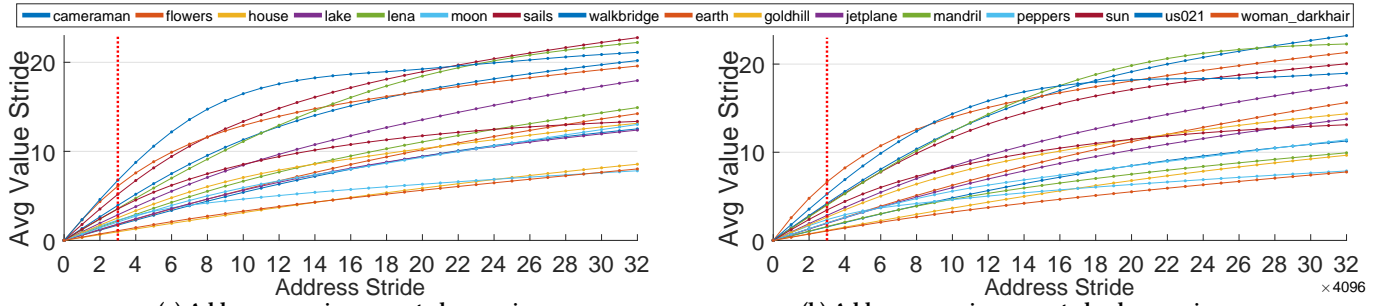 cameraman flowers house lake lena moon sails walkbridge earth goldhill jetplane mandril peppers sun us021 woman_darkhair
Avg Value Stride
20
10
0
0 2 4 6 8 10 12 14 16 18 20 22 24 26 28 30 32
Address Stride
Avg Value Stride
20
10
0
0 2 4 6 8 10 12 14 16 18 20 22 24 26 28 30 32
Address Stride
×4096